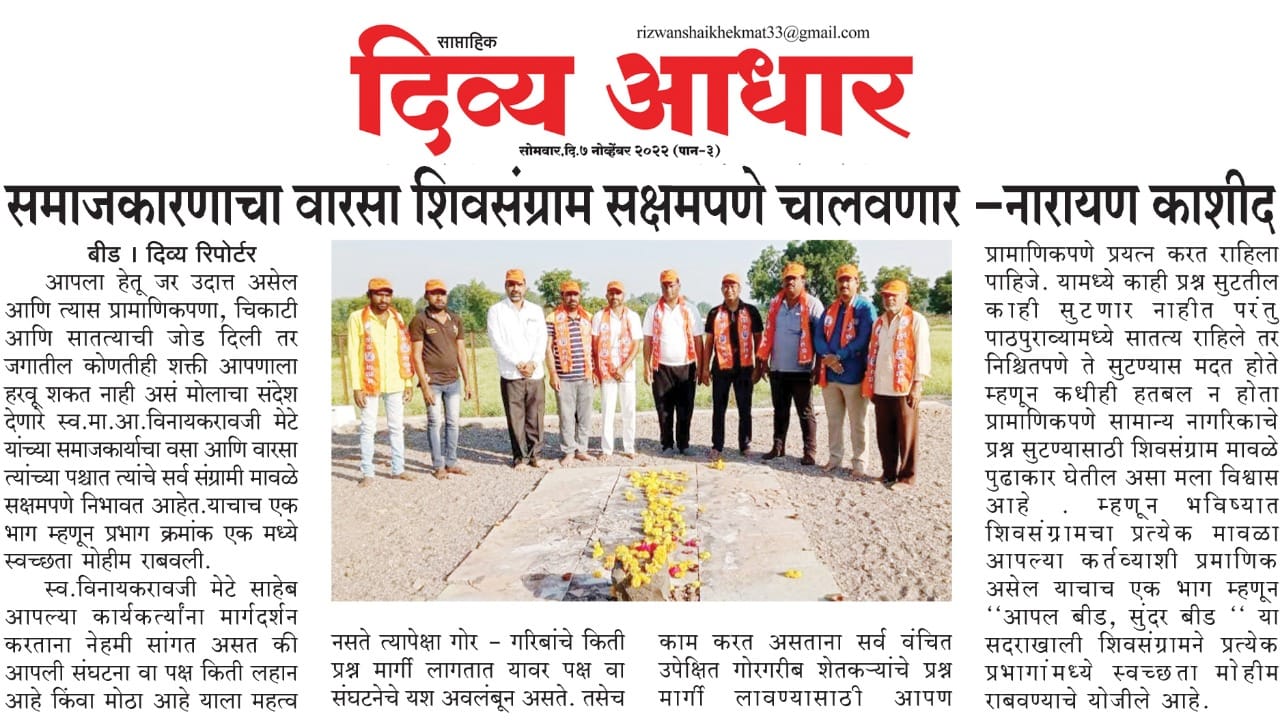 साप्ताहिक
rizwanshaikhekmat33@gmail.com
दिव्य आधार
सोमवार,दि.७ नोव्हेंबर २०२२ (पान-३)
समाजकारणाचा वारसा शिवसंग्राम सक्षमपणे चालवणार –नारायण काशीद
बीड । दिव्य रिपोर्टर
आपला हेतू जर उदात्त असेल
आणि त्यास प्रामाणिकपणा, चिकाटी
आणि सातत्याची जोड दिली तर
जगातील कोणतीही शक्ती आपणाला
हरवू शकत नाही असं मोलाचा संदेश
देणारे स्व.मा.आ.विनायकरावजी मेटे
यांच्या समाजकार्याचा वसा आणि वारसा
त्यांच्या पश्चात त्यांचे सर्व संग्रामी मावळे
सक्षमपणे निभावत आहेत.याचाच एक
भाग म्हणून प्रभाग क्रमांक एक मध्ये
स्वच्छता मोहीम राबवली.
स्व.विनायकरावजी मेटे साहेब
आपल्या कार्यकर्त्यांना मार्गदर्शन
करताना नेहमी सांगत असत की
आपली संघटना वा पक्ष किती लहान
आहे किंवा मोठा आहे याला महत्व
नसते त्यापेक्षा गोर – गरिबांचे किती
प्रश्न मार्गी लागतात यावर पक्ष वा
संघटनेचे यश अवलंबून असते. तसेच
काम करत असताना सर्व वंचित
उपेक्षित गोरगरीब शेतकऱ्यांचे प्रश्न
मार्गी लावण्यासाठी आपण
प्रामाणिकपणे प्रयत्न करत राहिला
पाहिजे. यामध्ये काही प्रश्न सुटतील
काही सुटणार नाहीत परंतु
पाठपुराव्यामध्ये सातत्य राहिले तर
निश्चितपणे ते सुटण्यास मदत होते
म्हणून कधीही हतबल न होता
प्रामाणिकपणे सामान्य नागरिकाचे
प्रश्न सुटण्यासाठी शिवसंग्राम मावळे
पुढाकार घेतील असा मला विश्वास
आहे . म्हणून भविष्यात
शिवसंग्रामचा प्रत्येक मावळा
आपल्या कर्तव्याशी प्रमाणिक
असेल याचाच एक भाग म्हणून
‘‘आपल बीड, सुंदर बीड ‘‘ या
सदराखाली शिवसंग्रामने प्रत्येक
प्रभागांमध्ये स्वच्छता मोहीम
राबवण्याचे योजीले आहे.